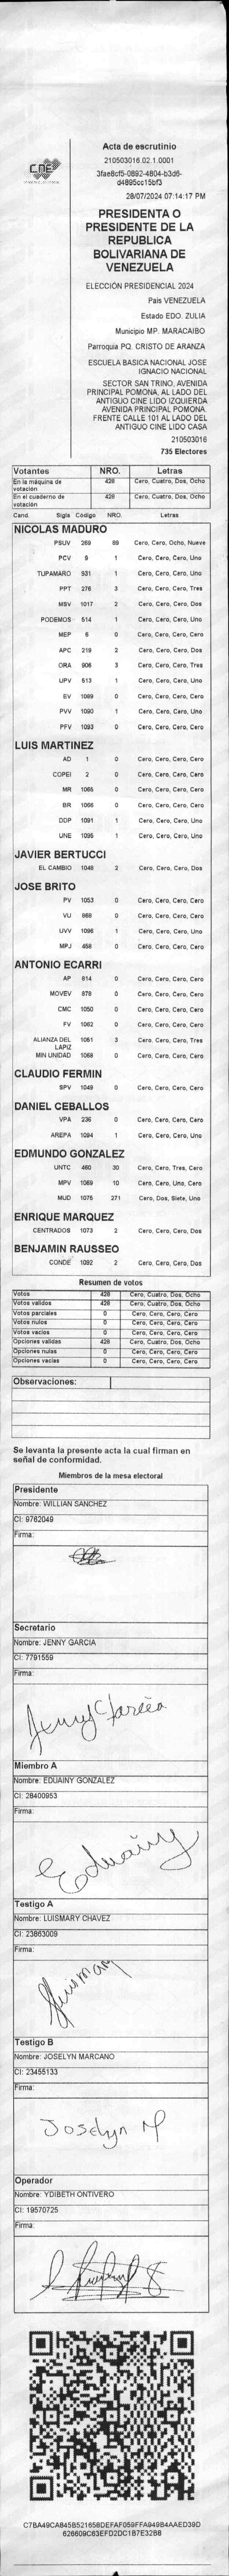 CNE
Acta de escrutinio
210503016.02.1.0001
3fae8cf5-0892-4804-b3d6-
d4895cc15bf3
28/07/2024 07:14:17 PM
PRESIDENTA O
PRESIDENTE DE LA
REPUBLICA
BOLIVARIANA DE
VENEZUELA
ELECCIÓN PRESIDENCIAL 2024
Pais VENEZUELA
Estado EDO. ZULIA
Municipio MP. MARACAIBO
Parroquia PQ. CRISTO DE ARANZA
ESCUELA BASICA NACIONAL JOSE
IGNACIO NACIONAL
SECTOR SAN TRINO, AVENIDA
PRINCIPAL POMONA, AL LADO DEL
ANTIGUO CINE LIDO IZQUIERDA
AVENIDA PRINCIPAL POMONA.
FRENTE CALLE 101 AL LADO DEL
ANTIGUO CINE LIDO CASA
210503016
735 Electores
Votantes NRO. Letras
En la máquina de votación 428 Cero, Cuatro, Dos, Ocho
En el cuaderno de votación 428 Cero, Cuatro, Dos, Ocho
Cand. Sigla Codigo NRO. Letras
NICOLAS MADURO
PSUV 269 89 Cero, Cero, Ocho, Nueve
PCV 9 1 Cero, Cero, Cero, Uno
TUPAMARO 931 1 Cero, Cero, Cero, Uno
PPT 276 3 Cero, Cero, Cero, Tres
MSV 1017 2 Cero, Cero, Cero, Dos
PODEMOS 514 1 Cero, Cero, Cero, Uno
MEP 6 0 Cero, Cero, Cero, Cero
APC 219 2 Cero, Cero, Cero, Dos
ORA 906 3 Cero, Cero, Cero, Tres
UPV 513 1 Cero, Cero, Cero, Uno
EV 1089 0 Cero, Cero, Cero, Cero
PVV 1090 1 Cero, Cero, Cero, Uno
PFV 1093 0 Cero, Cero, Cero, Cero
LUIS MARTINEZ
AD 1 0 Cero, Cero, Cero, Cero
COPEI 2 0 Cero, Cero, Cero, Cero
MR 1065 0 Cero, Cero, Cero, Cero
BR 1066 0 Cero, Cero, Cero, Cero
DDP 1091 1 Cero, Cero, Cero, Uno
UNE 1095 1 Cero, Cero, Cero, Uno
JAVIER BERTUCCI
EL CAMBIO 1048 2 Cero, Cero, Cero, Dos
JOSE BRITO
PV 1053 0 Cero, Cero, Cero, Cero
VU 868 0 Cero, Cero, Cero, Cero
UVV 1096 1 Cero, Cero, Cero, Uno
MPJ 458 0 Cero, Cero, Cero, Cero
ANTONIO ECARRI
AP 814 0 Cero, Cero, Cero, Cero
MOVEV 878 0 Cero, Cero, Cero, Cero
CMC 1050 0 Cero, Cero, Cero, Cero
FV 1062 0 Cero, Cero, Cero, Cero
ALIANZA DEL LAPIZ 1061 3 Cero, Cero, Cero, Tres
MIN UNIDAD 1068 0 Cero, Cero, Cero, Cero
CLAUDIO FERMIN
SPV 1049 0 Cero, Cero, Cero, Cero
DANIEL CEBALLOS
VPA 236 0 Cero, Cero, Cero, Cero
AREPA 1094 1 Cero, Cero, Cero, Uno
EDMUNDO GONZALEZ
UNTC 460 30 Cero, Cero, Tres, Cero
MPV 1069 10 Cero, Cero, Uno, Cero
MUD 1075 271 Cero, Dos, Siete, Uno
ENRIQUE MARQUEZ
CENTRADOS 1073 2 Cero, Cero, Cero, Dos
BENJAMIN RAUSSEO
CONDE 1092 2 Cero, Cero, Cero, Dos
Resumen de votos
Votos 428 Cero, Cuatro, Dos, Ocho
Votos validos 428 Cero, Cuatro, Dos, Ocho
Votos parciales 0 Cero, Cero, Cero, Cero
Votos nulos 0 Cero, Cero, Cero, Cero
Votos vacios 0 Cero, Cero, Cero, Cero
Opciones validas 428 Cero, Cuatro, Dos, Ocho
Opciones nulas 0 Cero, Cero, Cero, Cero
Opciones vacias 0 Cero, Cero, Cero, Cero
Observaciones:
Se levanta la presente acta la cual firman en
señal de conformidad.
Miembros de la mesa electoral
Presidente
Nombre: WILLIAN SANCHEZ
CI: 9762049
Firma:
Secretario
Nombre: JENNY GARCIA
CI: 7791559
Firma:
Jenny Garcia
Miembro A
Nombre: EDUAINY GONZALEZ
CI: 28400953
Firma:
Eduainy
Testigo A
Nombre: LUISMARY CHAVEZ
CI: 23863009
Firma:
Luismary
Testigo B
Nombre: JOSELYN MARCANO
CI: 23455133
Firma:
Joselyn M
Operador
Nombre: YDIBETH ONTIVERO
CI: 19570725
Firma:
C7BA49CA845B521658DEFAF059FFA949B4AAED39D
626609C63EFD2DC1B7E32B8